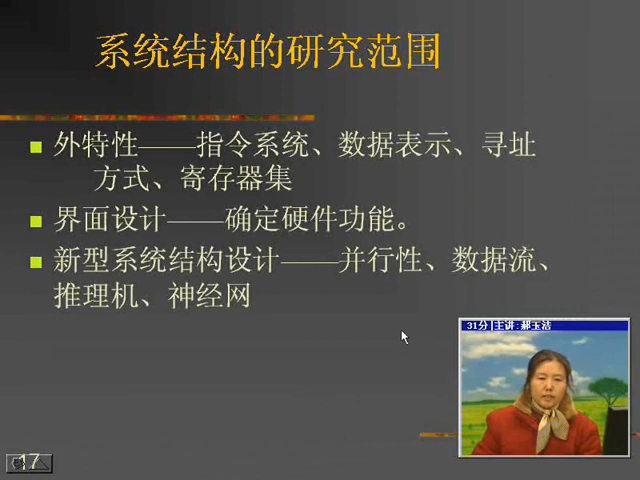 系统结构的研究范围
外特性——指令系统、数据表示、寻址
方式、寄存器集
界面设计——确定硬件功能。
新型系统结构设计——并行性、数据流、
推理机、神经网
31分|主讲:郝玉洁
17